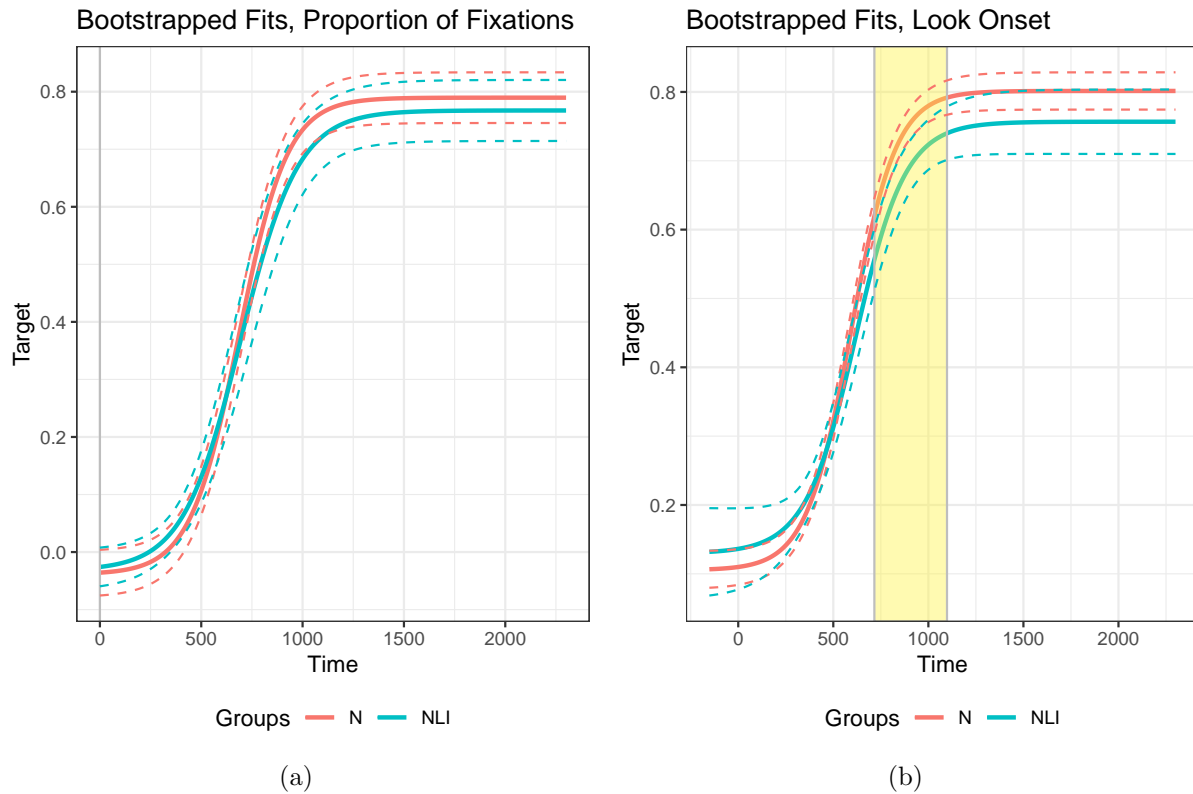 Bootstrapped Fits, Proportion of Fixations
Target
0.8
0.6
0.4
0.2
0.0
0 500 1000 1500 2000
Time
Groups N NLI
(a)
Bootstrapped Fits, Look Onset
Target
0.8
0.6
0.4
0.2
0 500 1000 1500 2000
Time
Groups N NLI
(b)